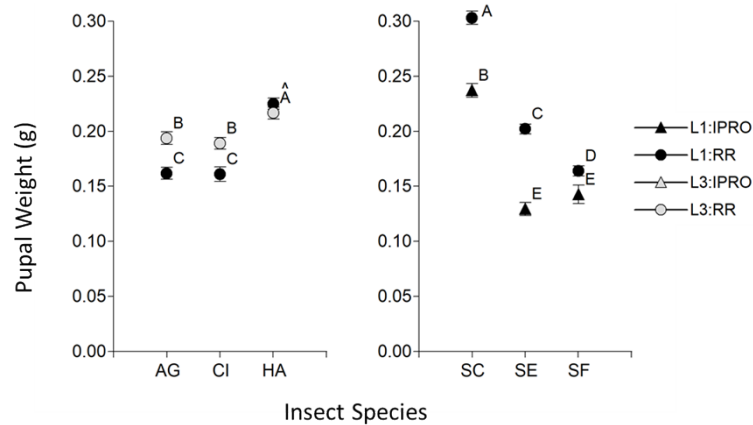 0.30
0.25
0.20
0.15
0.10
0.05
0.00
Pupal Weight (g)
B
C
B
C
A
A
AG CI HA
0.30
0.25
0.20
0.15
0.10
0.05
0.00
A
B
C
E
D
E
SC SE SF
Insect Species
L1:IPRO
L1:RR
L3:IPRO
L3:RR